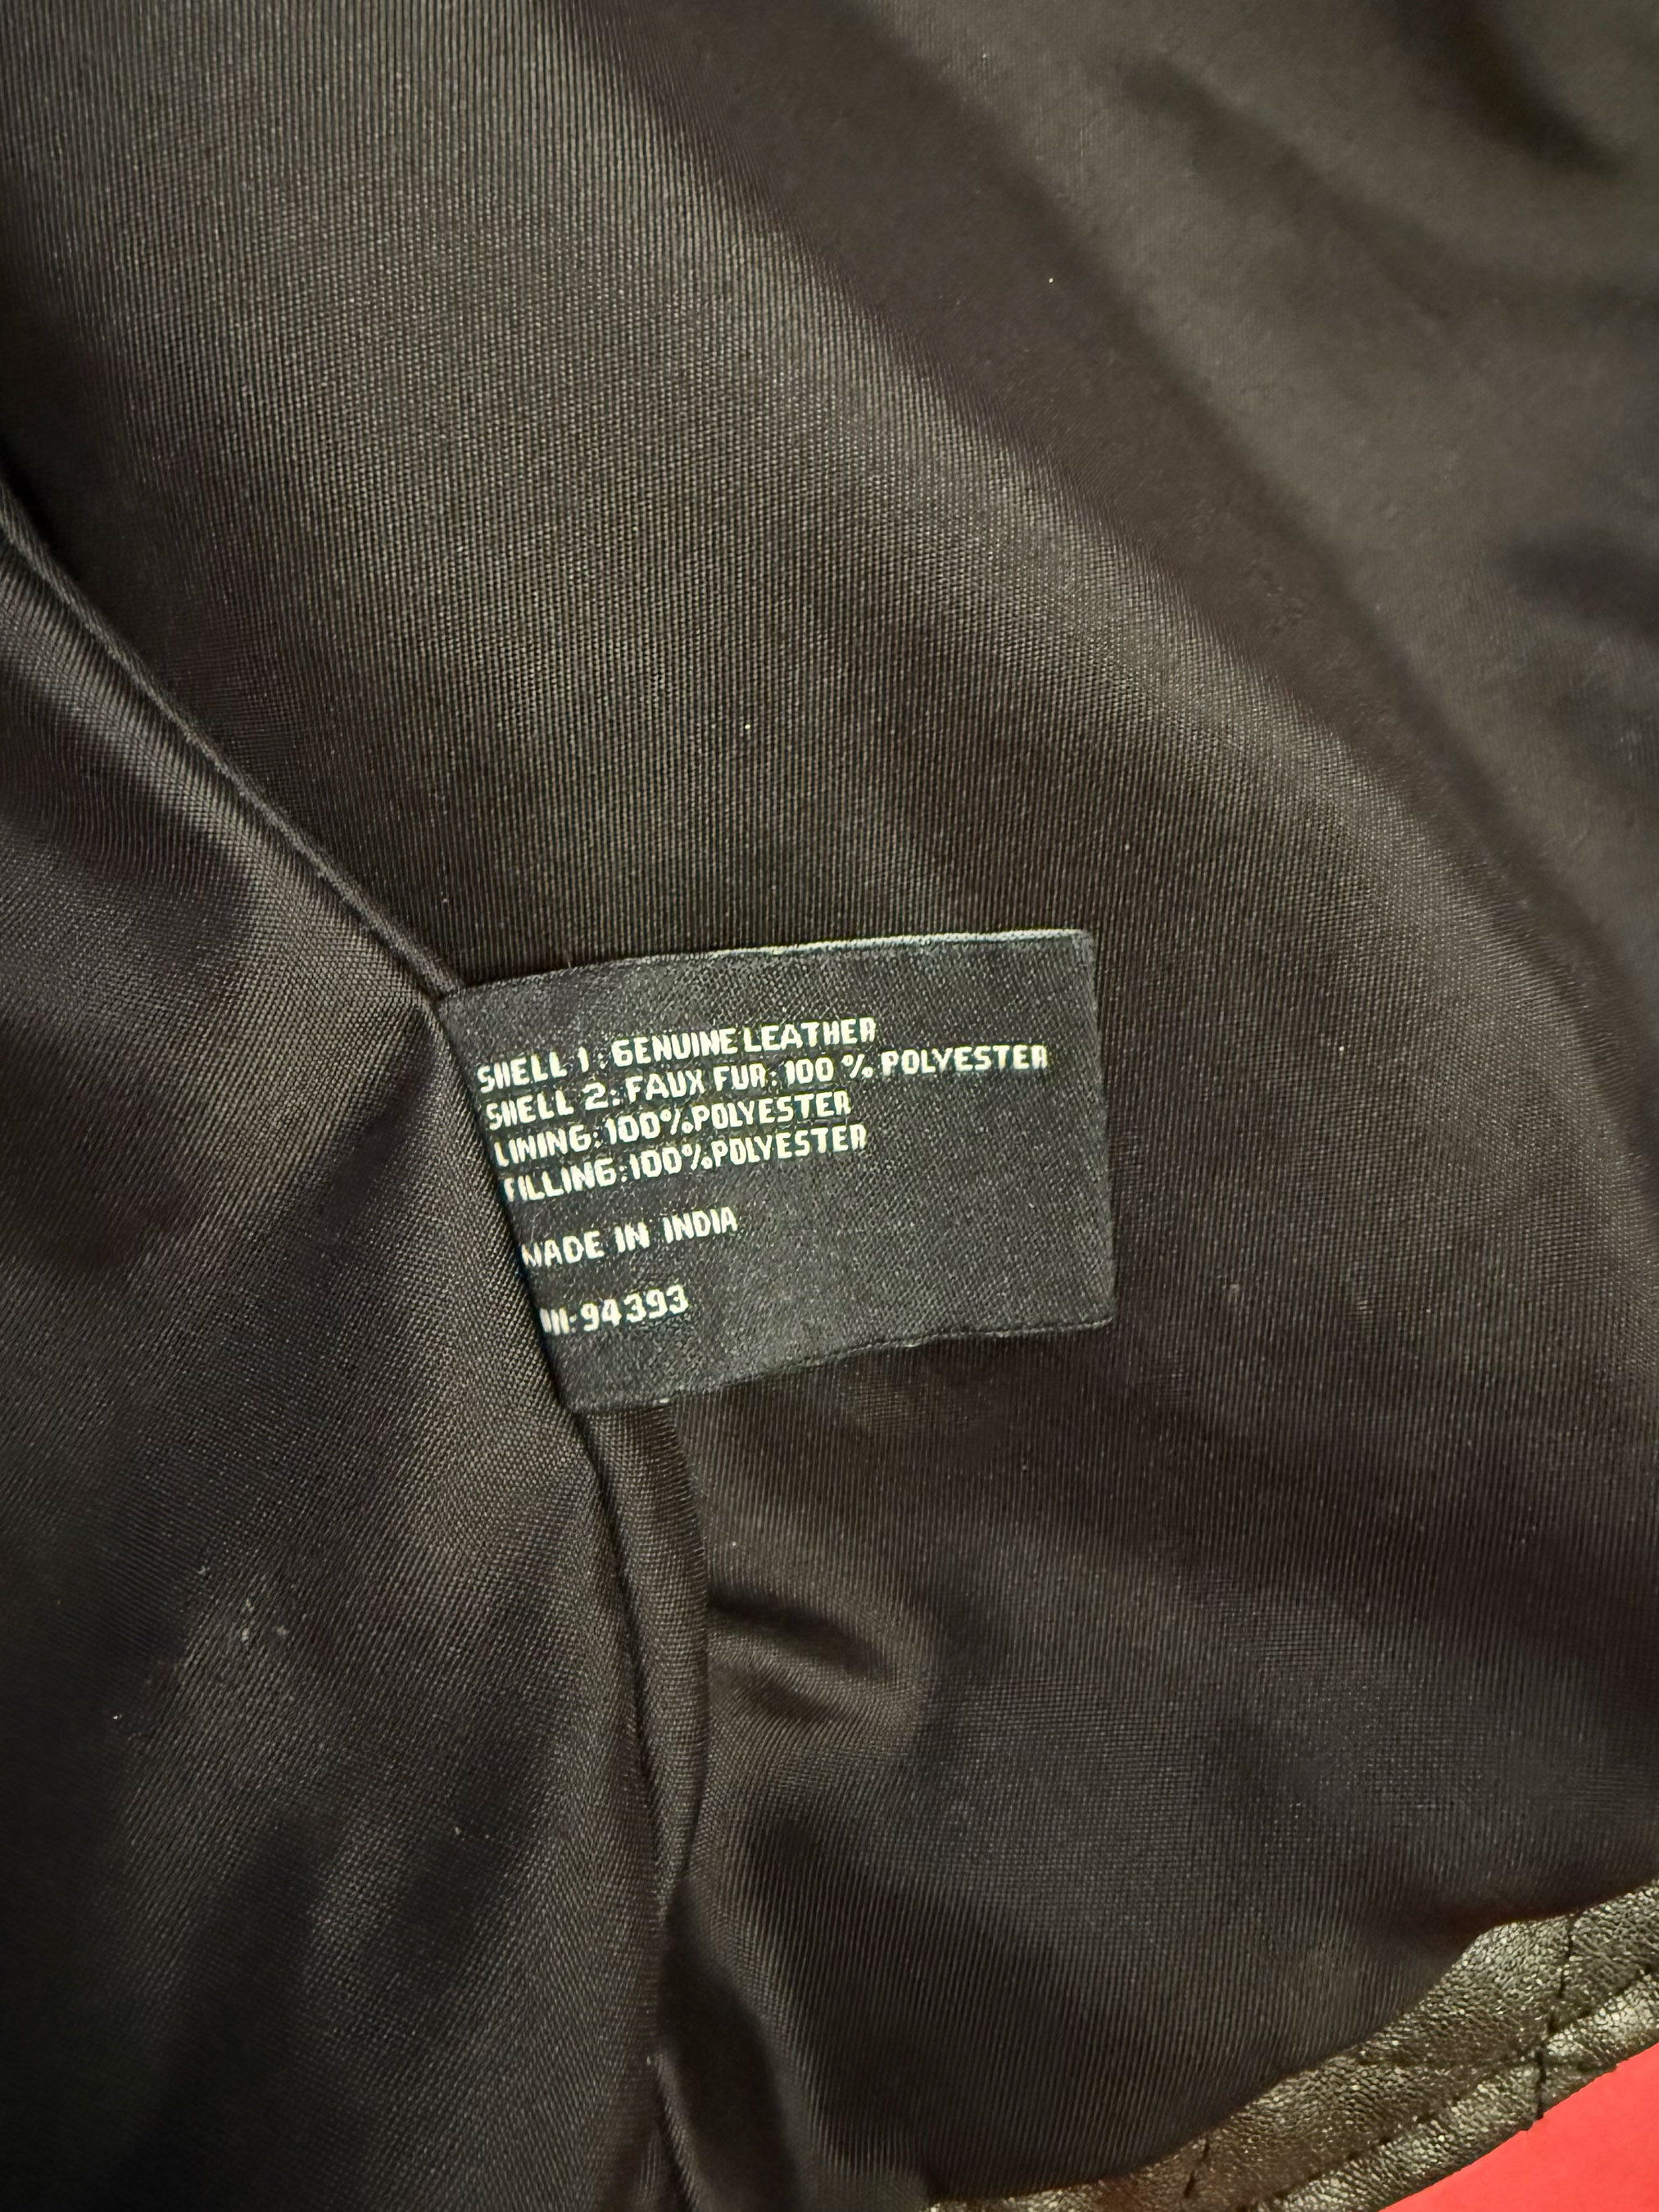 SHELL 1: GENUINE LEATHER
SHELL 2: FAUX FUR: 100 % POLYESTER
LINING: 100% POLYESTER
FILLING: 100% POLYESTER
MADE IN INDIA
94393